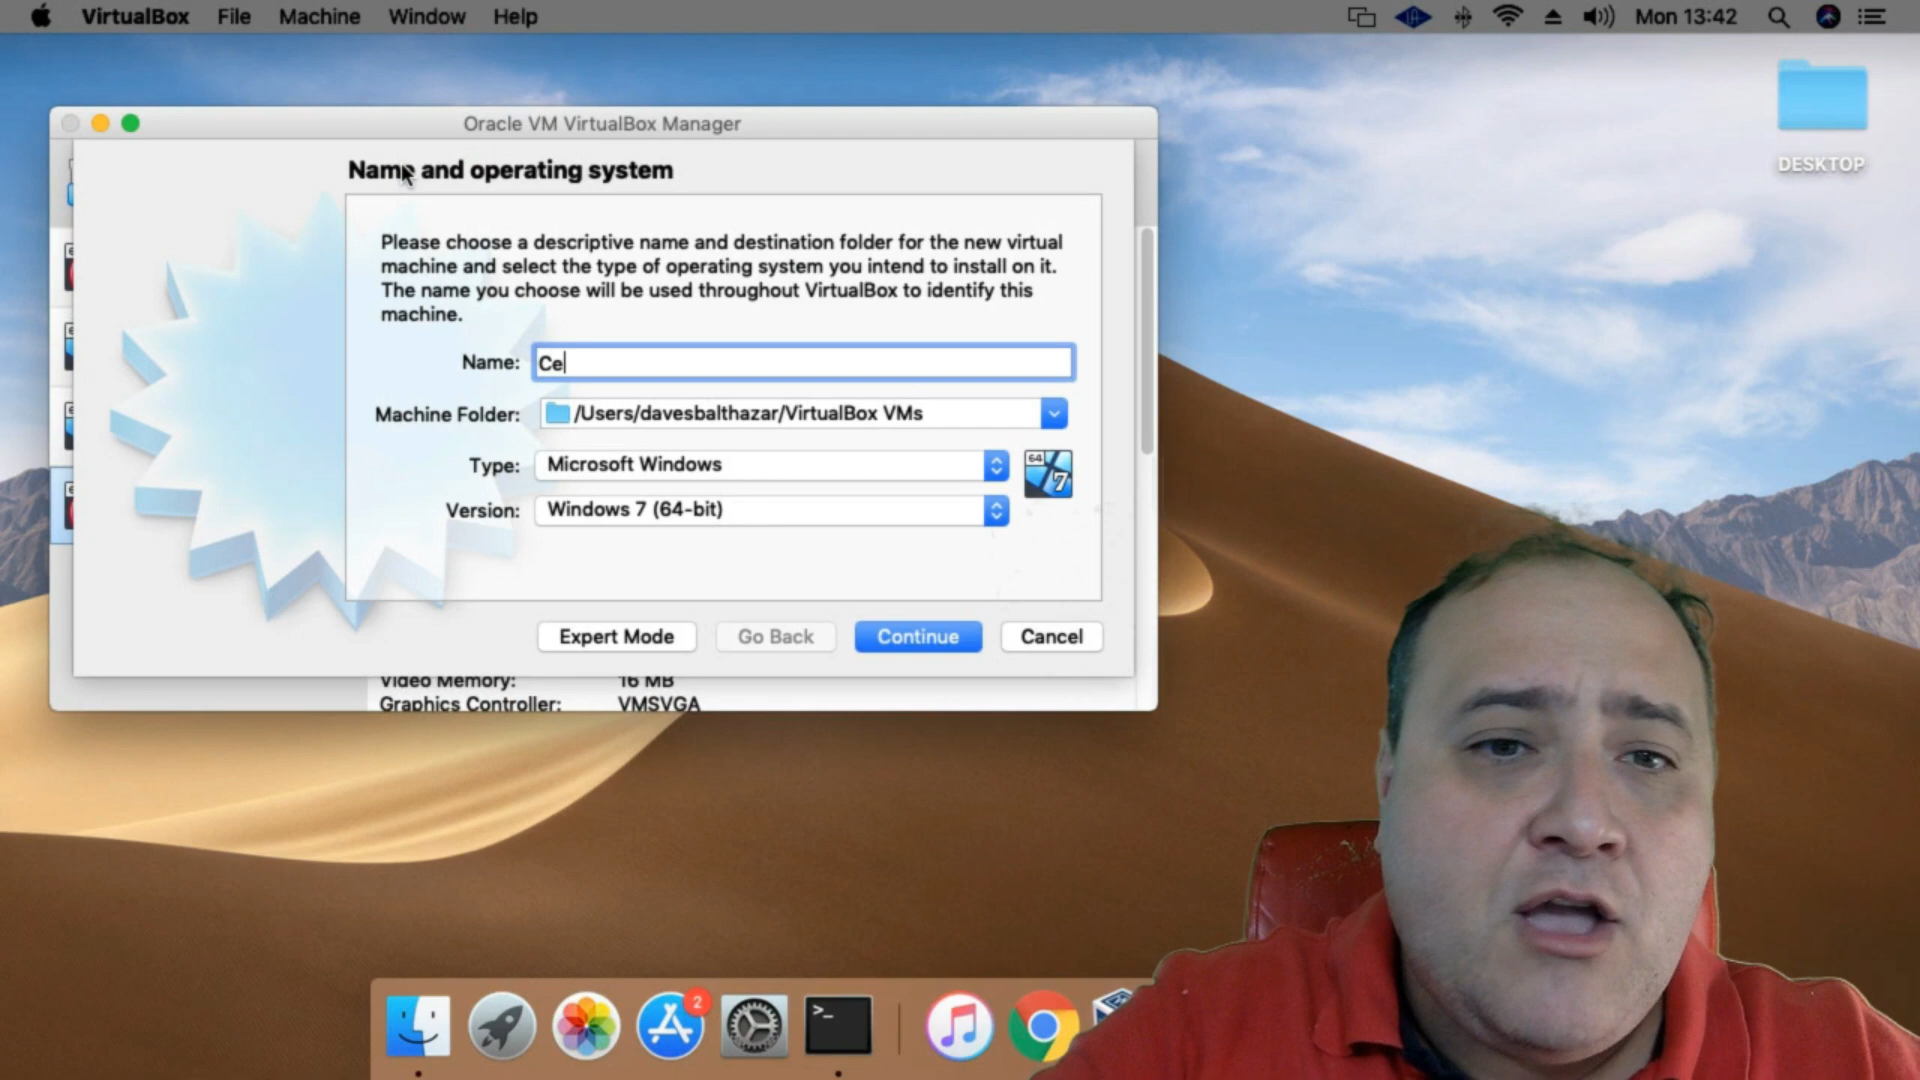 VirtualBox File Machine Window Help Mon 13:42
DESKTOP
Oracle VM VirtualBox Manager
Name and operating system
Please choose a descriptive name and destination folder for the new virtual
machine and select the type of operating system you intend to install on it.
The name you choose will be used throughout VirtualBox to identify this
machine.
Name: Ce
Machine Folder: /Users/davesbalthazar/VirtualBox VMs
Type: Microsoft Windows
64
7
Version: Windows 7 (64-bit)
Expert Mode Go Back Continue Cancel
Video Memory: 16 MB
Graphics Controller: VMSVGA
2
>_